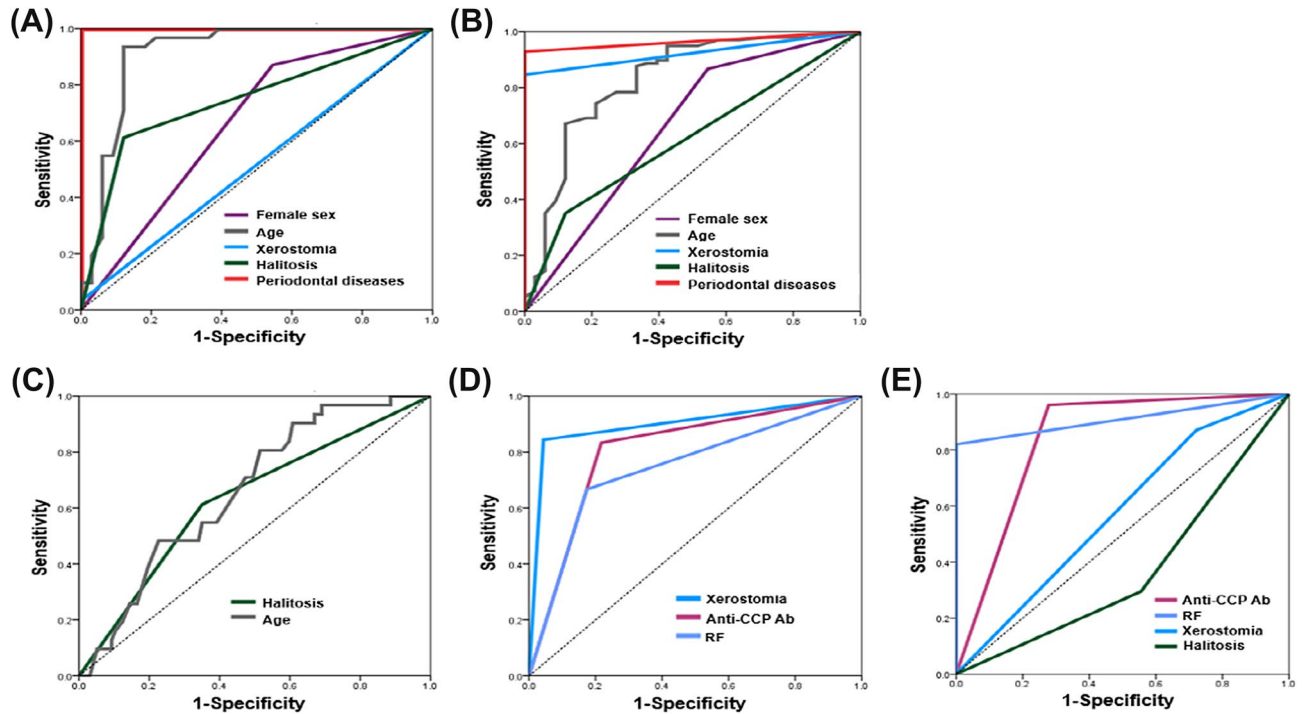 (A)
1.0
0.8
0.6
0.4
0.2
0.0
Sensitivity
Female sex
Age
Xerostomia
Halitosis
Periodontal diseases
0.0 0.2 0.4 0.6 0.8 1.0
1-Specificity
(B)
1.0
0.8
0.6
0.4
0.2
0.0
Sensitivity
Female sex
Age
Xerostomia
Halitosis
Periodontal diseases
0.0 0.2 0.4 0.6 0.8 1.0
1-Specificity
(C)
1.0
0.8
0.6
0.4
0.2
0.0
Sensitivity
Halitosis
Age
0.0 0.2 0.4 0.6 0.8 1.0
1-Specificity
(D)
1.0
0.8
0.6
0.4
0.2
0.0
Sensitivity
Xerostomia
Anti-CCP Ab
RF
0.0 0.2 0.4 0.6 0.8 1.0
1-Specificity
(E)
1.0
0.8
0.6
0.4
0.2
0.0
Sensitivity
Anti-CCP Ab
RF
Xerostomia
Halitosis
0.0 0.2 0.4 0.6 0.8 1.0
1-Specificity